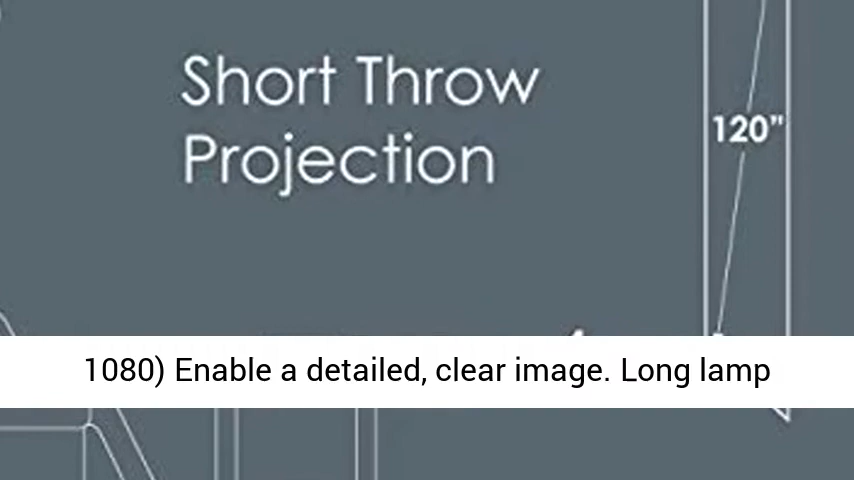 Short Throw
Projection
120"
1080) Enable a detailed, clear image. Long lamp